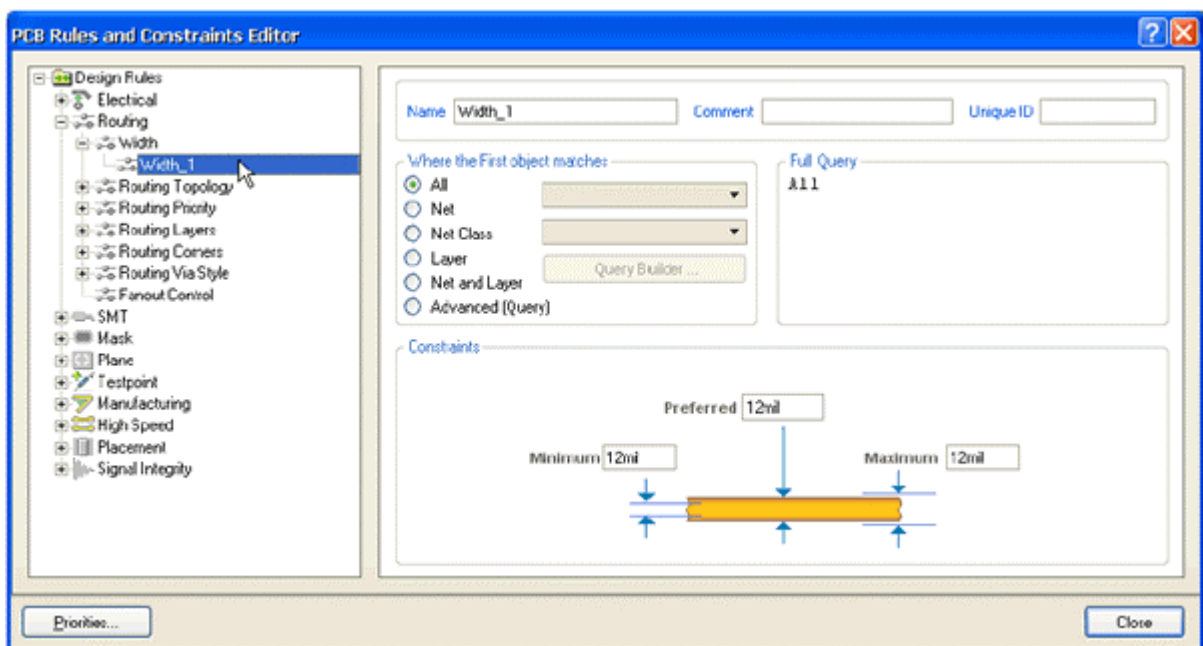 PCB Rules and Constraints Editor
Design Rules
Electrical
Routing
Width
Width_1
Routing Topology
Routing Priority
Routing Layers
Routing Corners
Routing Via Style
Fanout Control
SMT
Mask
Plane
Testpoint
Manufacturing
High Speed
Placement
Signal Integrity
Name Width_1 Comment Unique ID
Where the First object matches
All
Net
Net Class
Layer
Net and Layer
Advanced (Query)
Query Builder ...
Full Query
All
Constraints
Preferred 12mil
Minimum 12mil
Maximum 12mil
Priorities...
Close